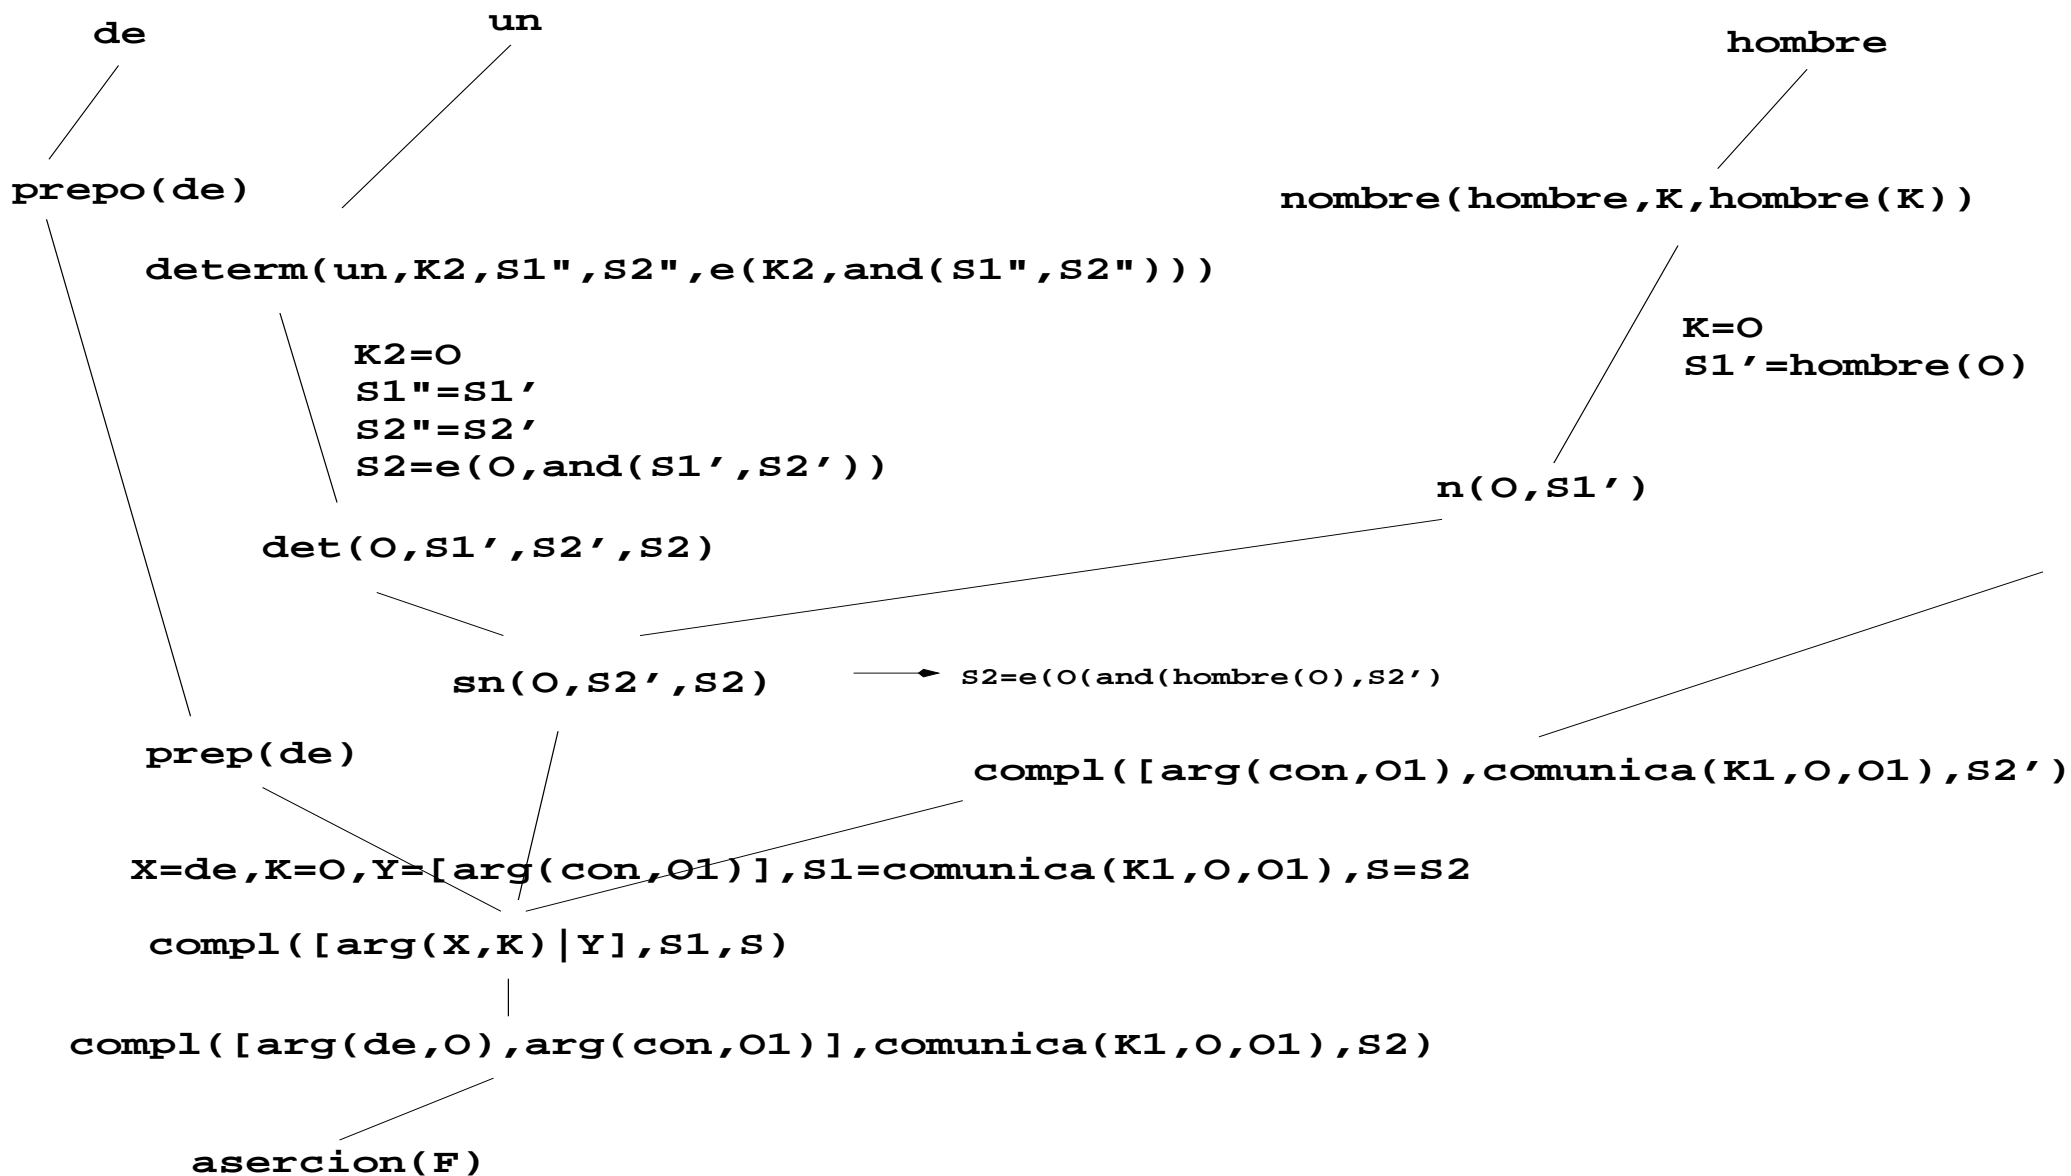 de
un
hombre
prepo(de)
nombre(hombre,K,hombre(K))
determ(un,K2,S1",S2",e(K2,and(S1",S2")))
K=O
S1'=hombre(O)
K2=O
S1"=S1'
S2"=S2'
S2=e(O,and(S1',S2'))
n(O,S1')
det(O,S1',S2',S2)
sn(O,S2',S2)
S2=e(O(and(hombre(O),S2')
prep(de)
compl([arg(con,O1),comunica(K1,O,O1),S2')
X=de,K=O,Y=[arg(con,O1)],S1=comunica(K1,O,O1),S=S2
compl([arg(X,K)|Y],S1,S)
compl([arg(de,O),arg(con,O1)],comunica(K1,O,O1),S2)
asercion(F)